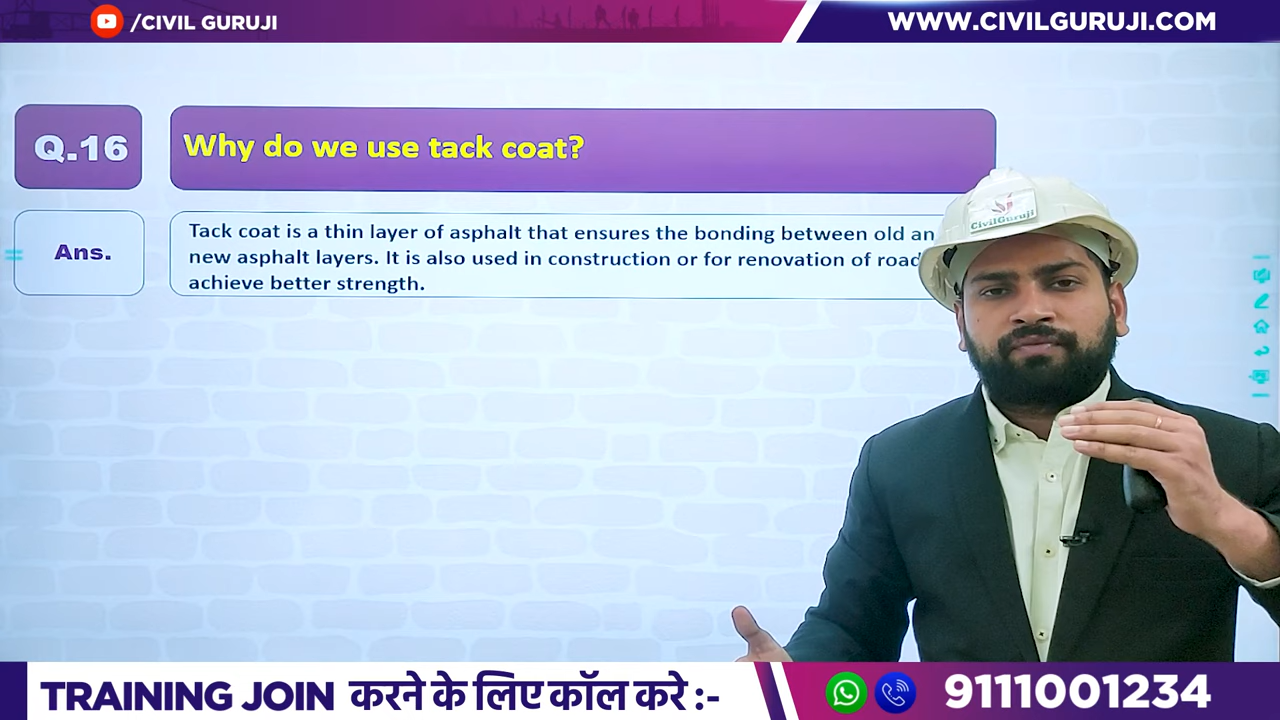 /CIVIL GURUJI
WWW.CIVILGURUJI.COM
Q.16
Why do we use tack coat?
Ans.
Tack coat is a thin layer of asphalt that ensures the bonding between old
new asphalt layers. It is also used in construction or for renovation of
achieve better strength.
CivilGuruji
TRAINING JOIN करने के लिए कॉल करे :-
9111001234